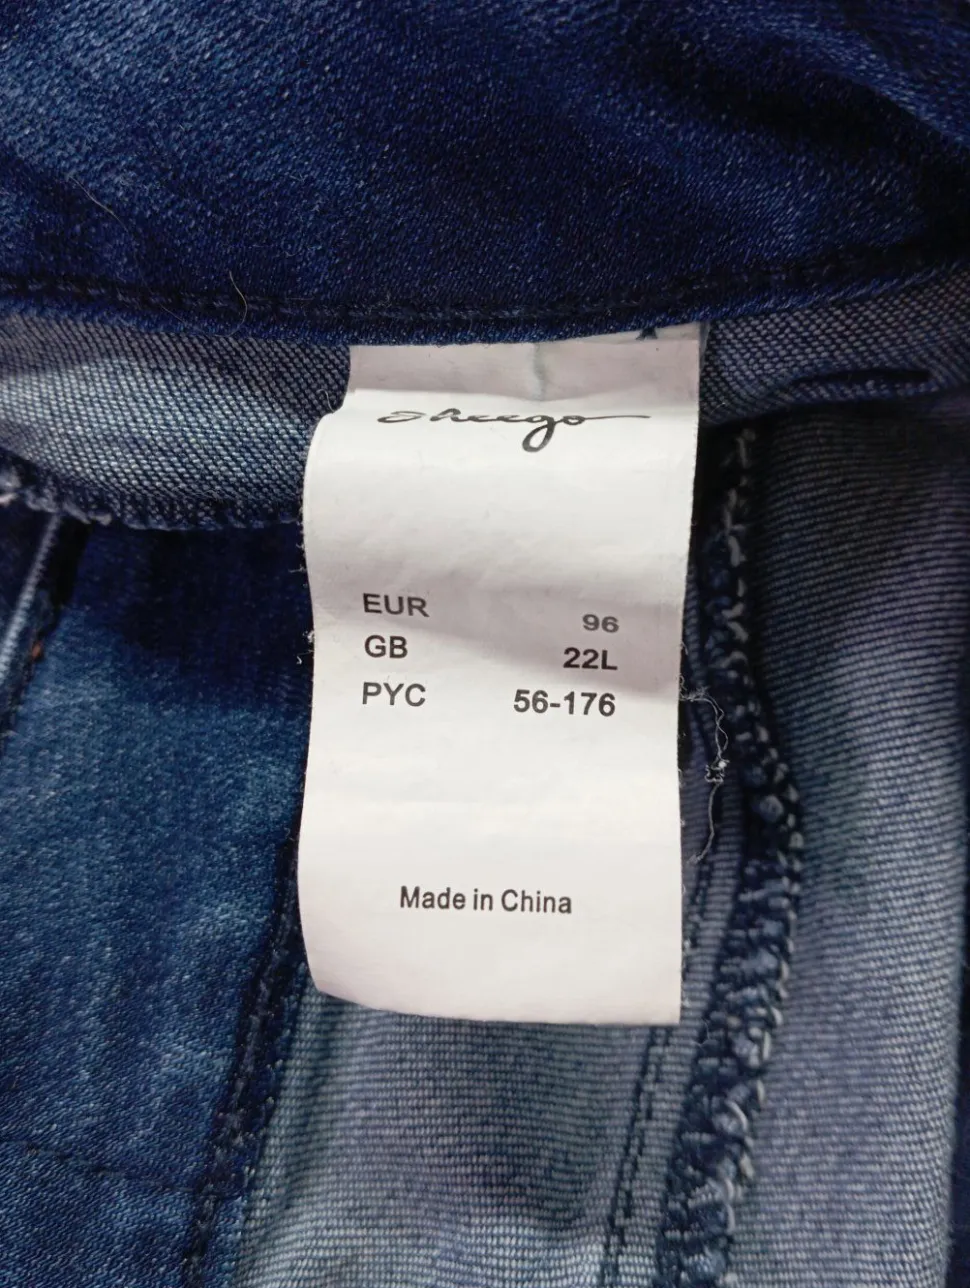 sheego
EUR 96
GB 22L
РУС 56-176
Made in China